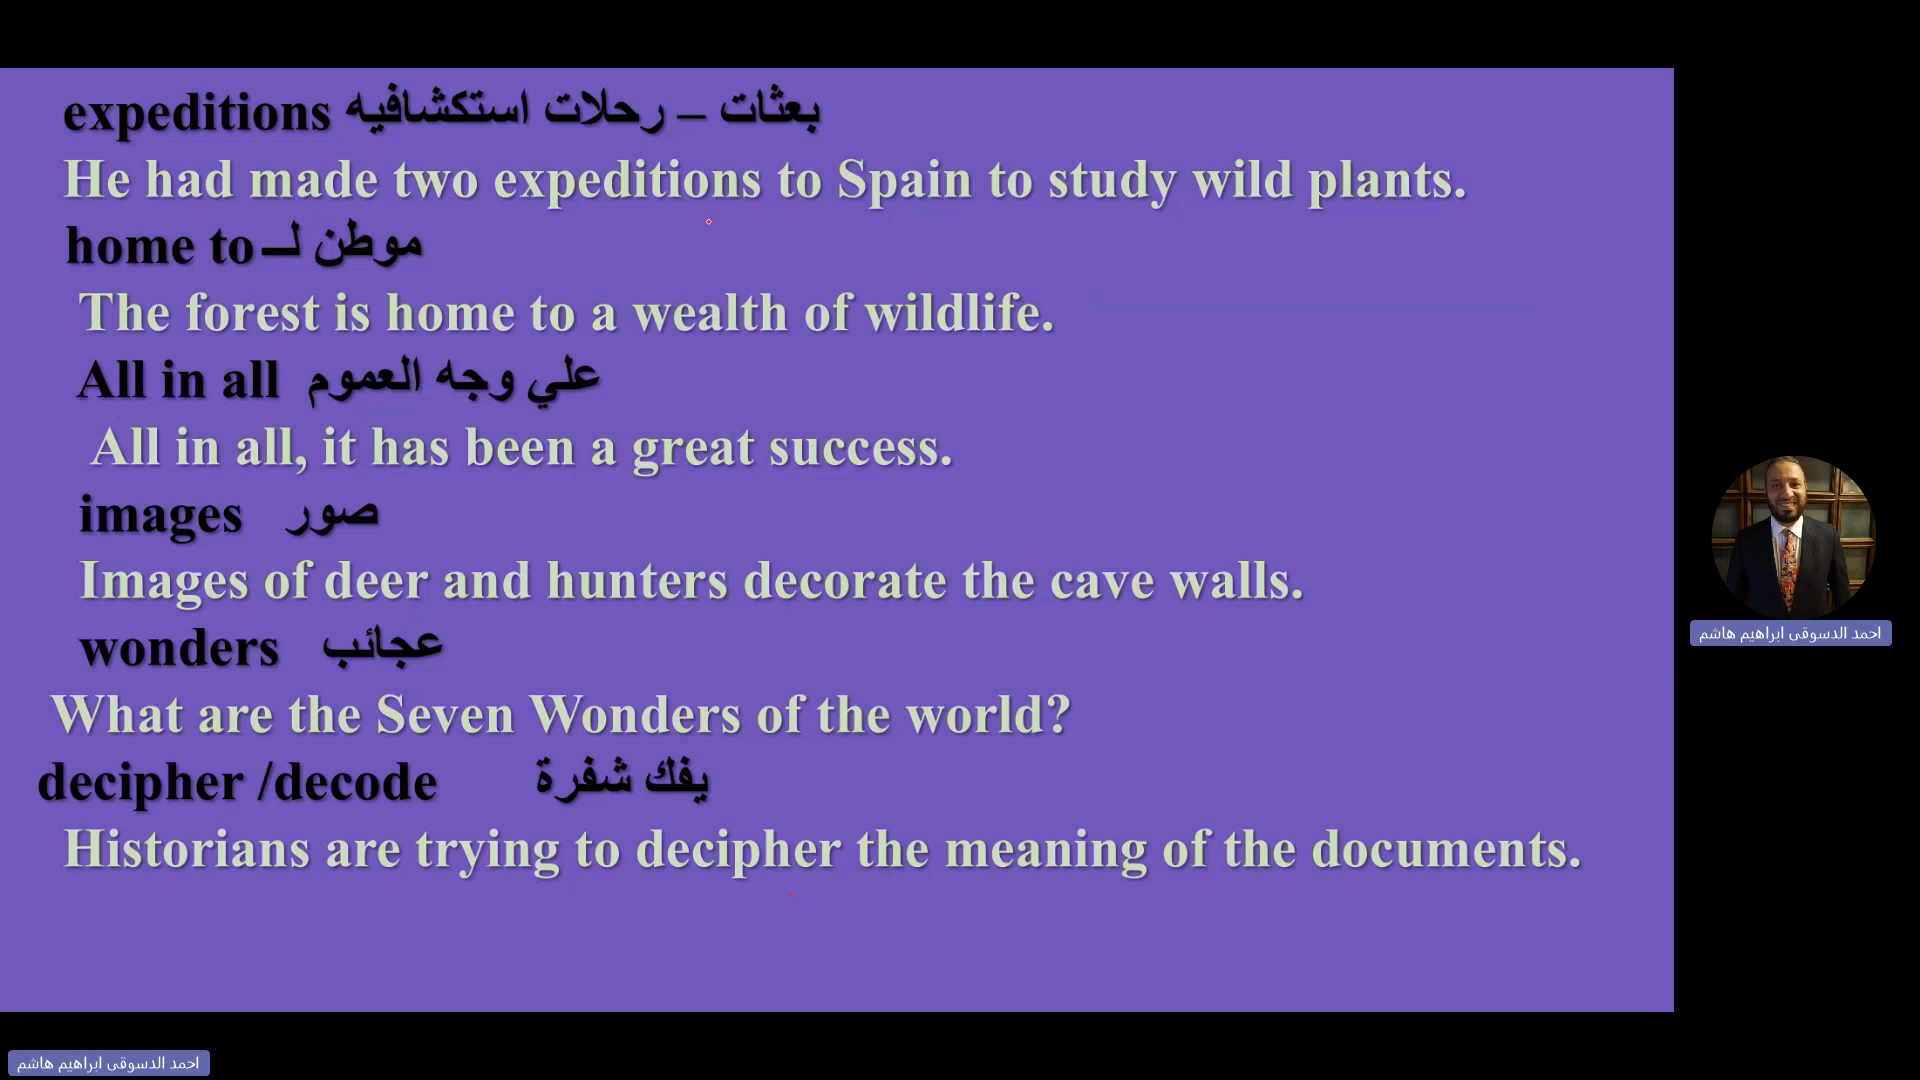 expeditions بعثات – رحلات استكشافيه
He had made two expeditions to Spain to study wild plants.
home to موطن لــ
The forest is home to a wealth of wildlife.
All in all علي وجه العموم
All in all, it has been a great success.
images صور
Images of deer and hunters decorate the cave walls.
wonders عجائب
What are the Seven Wonders of the world?
decipher /decode يفك شفرة
Historians are trying to decipher the meaning of the documents.
احمد الدسوقى ابراهيم هاشم
احمد الدسوقى ابراهيم هاشم